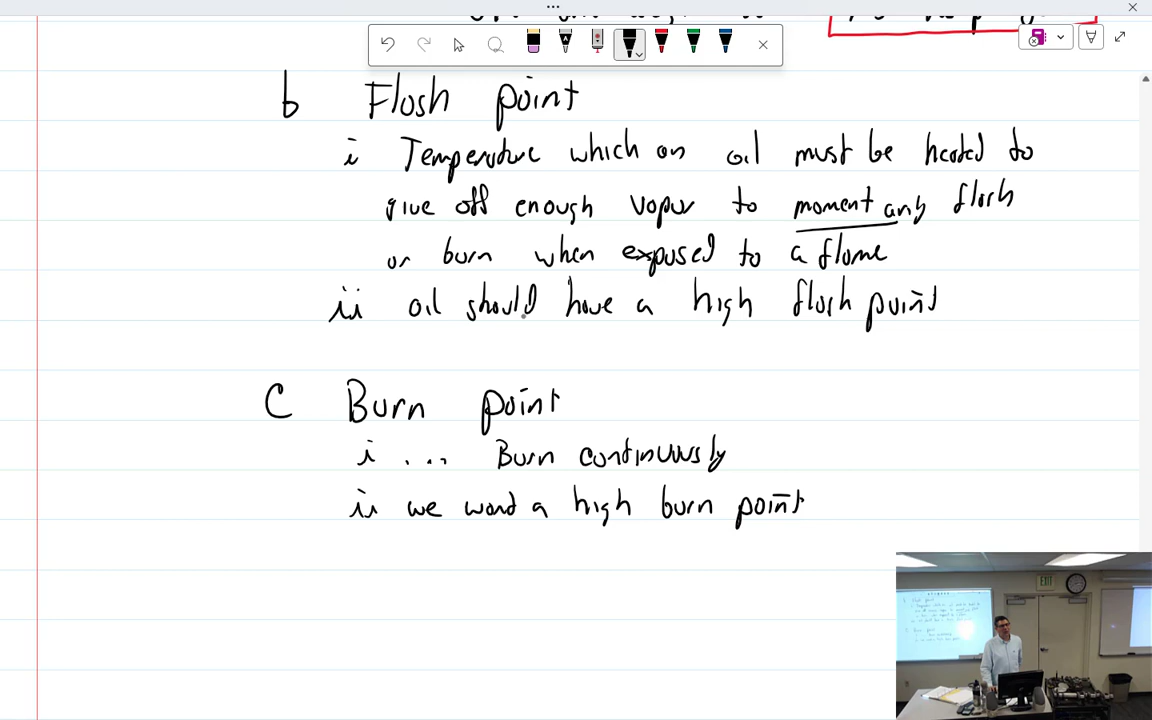 b Flash point
i Temperature which an oil must be heated to
give off enough vapor to momentarily flash
or burn when exposed to a flame
ii oil should have a high flash point
C Burn point
i ... Burn continuously
ii we want a high burn point
EXIT